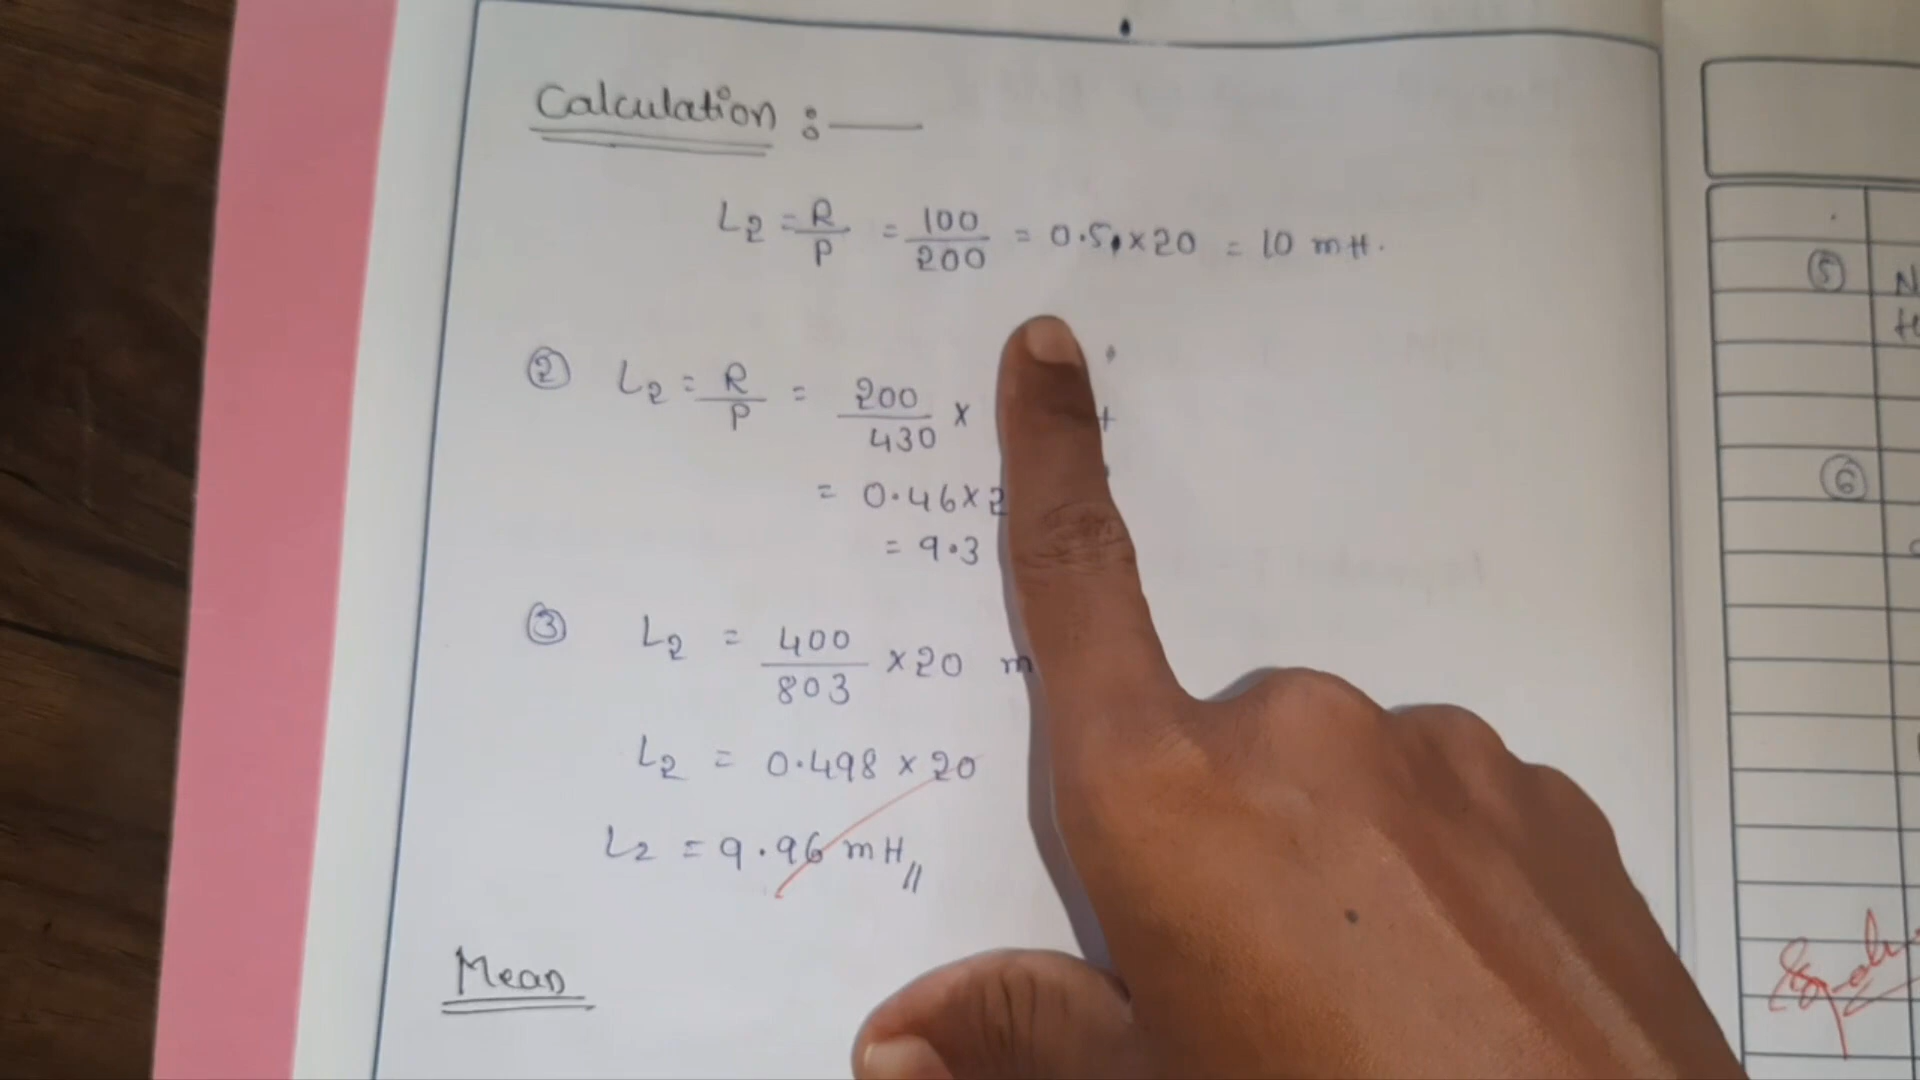 Calculation :—
L2 = R/P = 100/200 = 0.5 × 20 = 10 mH.
② L2 = R/P = 200/430 ×
= 0.46 × 2
= 9.3
③ L2 = 400/803 × 20 m
L2 = 0.498 × 20
L2 = 9.96 mH//
Mean
⑤ N
⑥